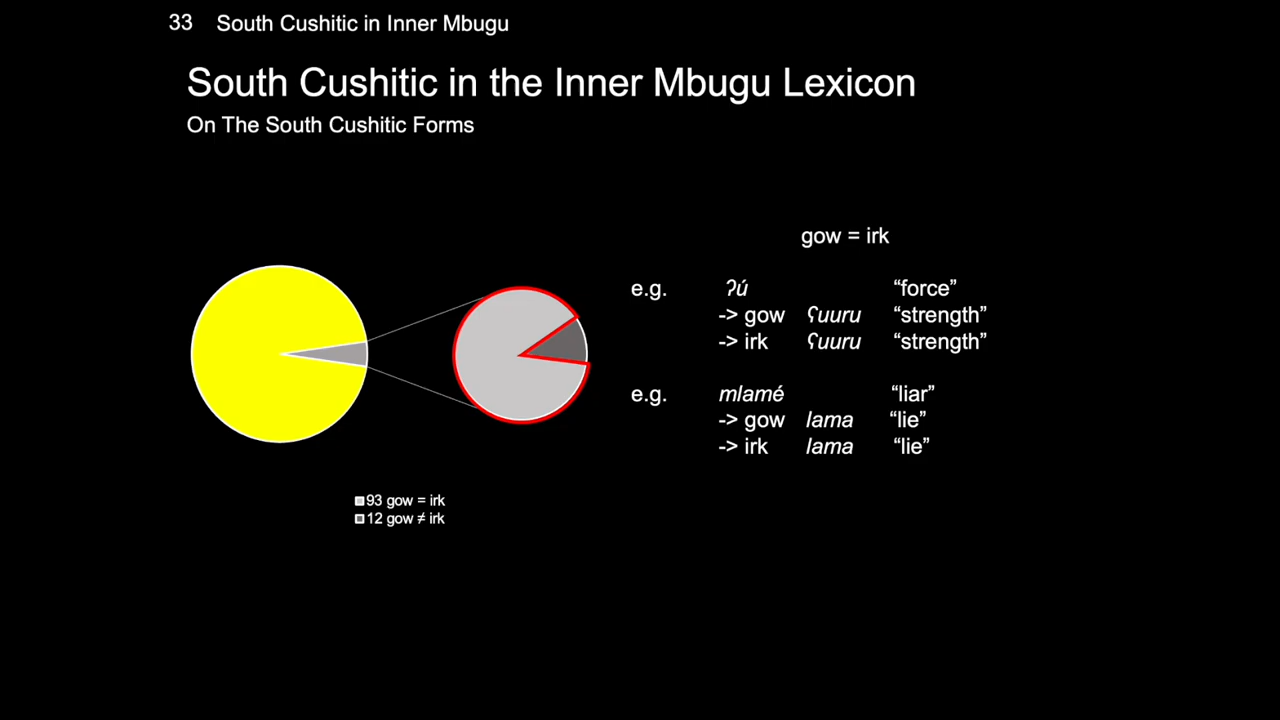 33 South Cushitic in Inner Mbugu
South Cushitic in the Inner Mbugu Lexicon
On The South Cushitic Forms
gow = irk
e.g. ʔú “force”
-> gow ʕuuru “strength”
-> irk ʕuuru “strength”
e.g. mlamé “liar”
-> gow lama “lie”
-> irk lama “lie”
93 gow = irk
12 gow ≠ irk